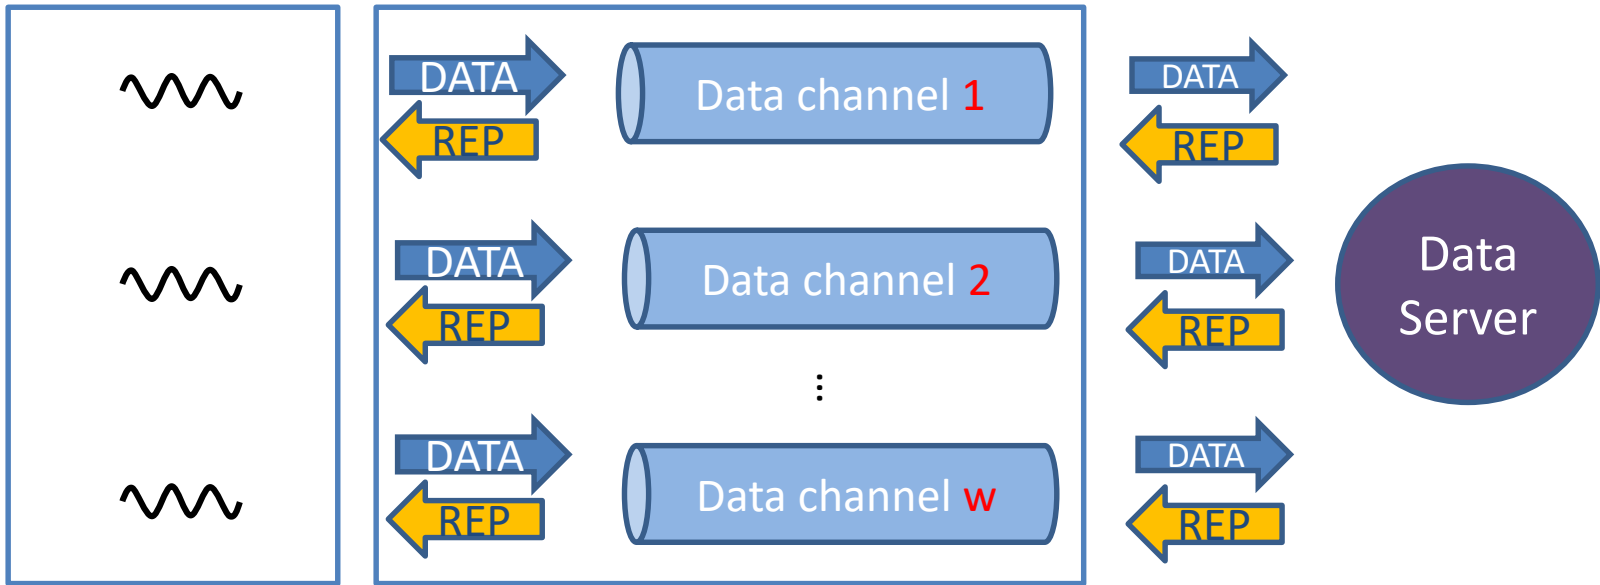 DATA
Data channel 1
DATA
REP
REP
DATA
Data channel 2
DATA
REP
REP
Data
Server
⋮
DATA
Data channel w
DATA
REP
REP